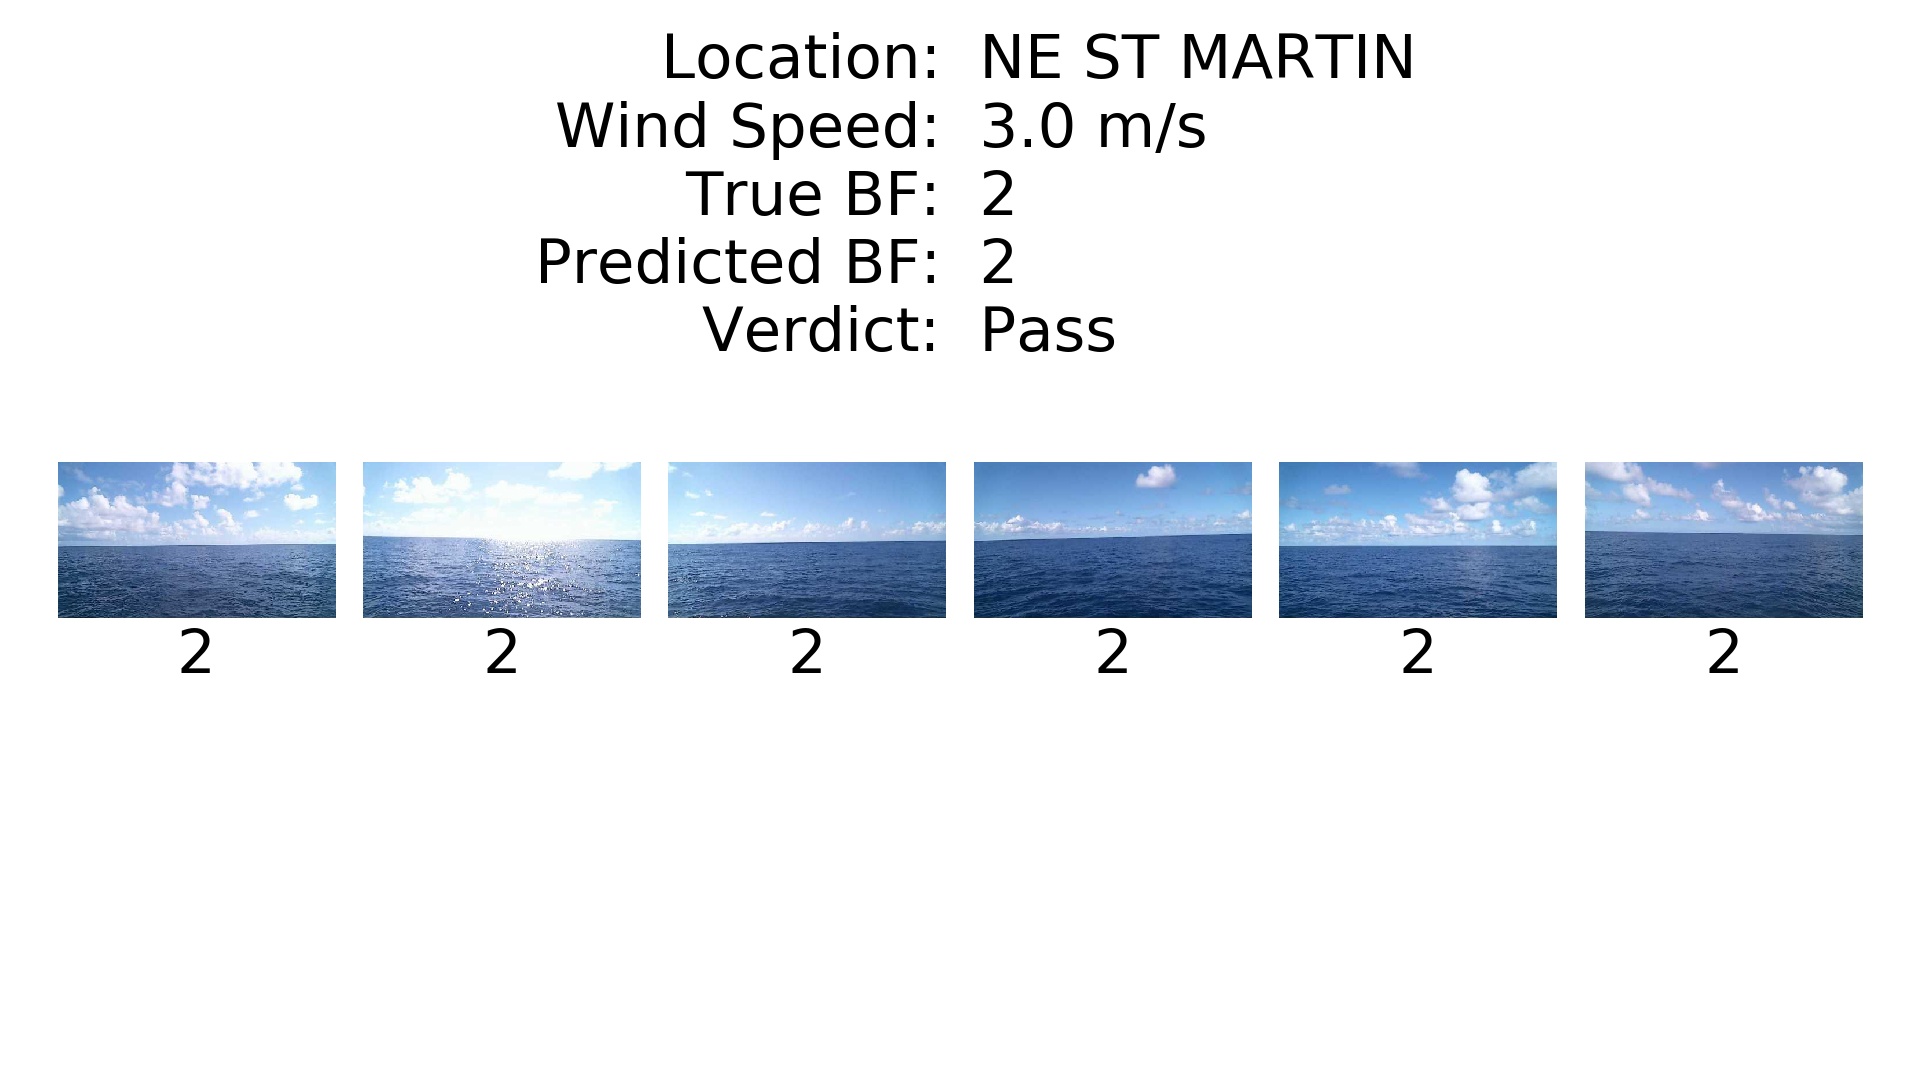 Location: NE ST MARTIN
Wind Speed: 3.0 m/s
True BF: 2
Predicted BF: 2
Verdict: Pass
2 2 2 2 2 2